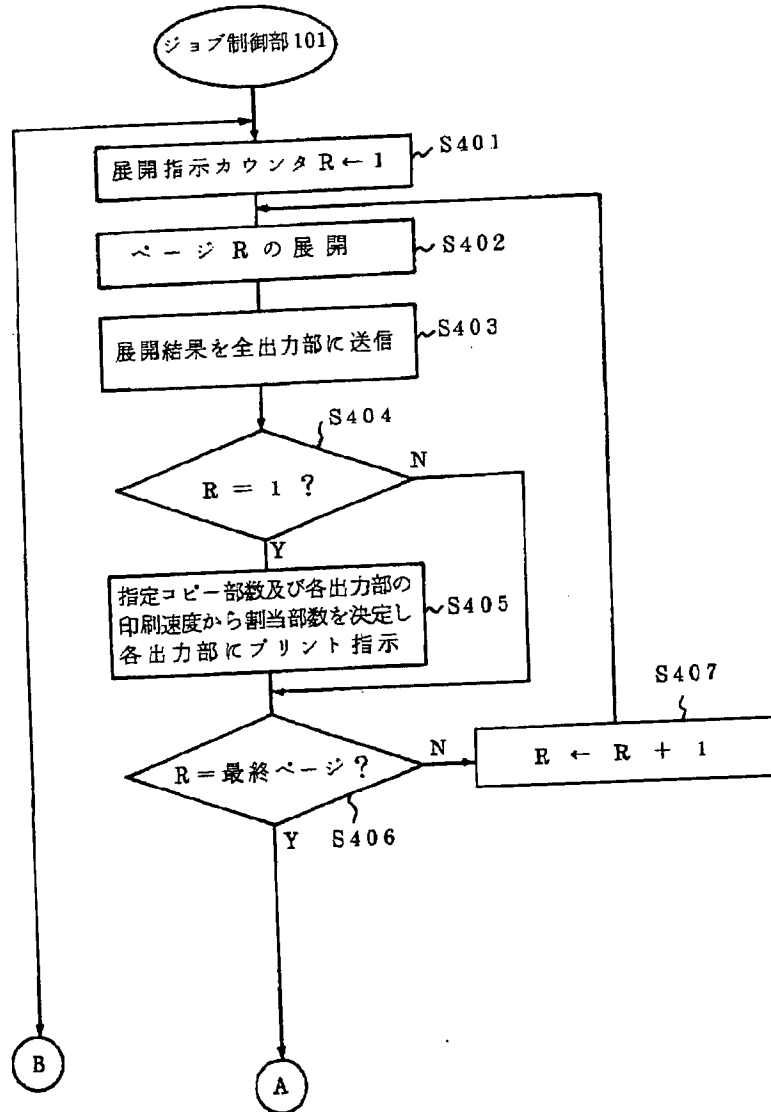 ジョブ制御部101
展開指示カウンタR←1
S401
ページRの展開
S402
展開結果を全出力部に送信
S403
S404
R = 1 ?
N
Y
指定コピー部数及び各出力部の
印刷速度から割当部数を決定し
各出力部にプリント指示
S405
S407
R ← R + 1
R=最終ページ?
N
Y
S406
B
A